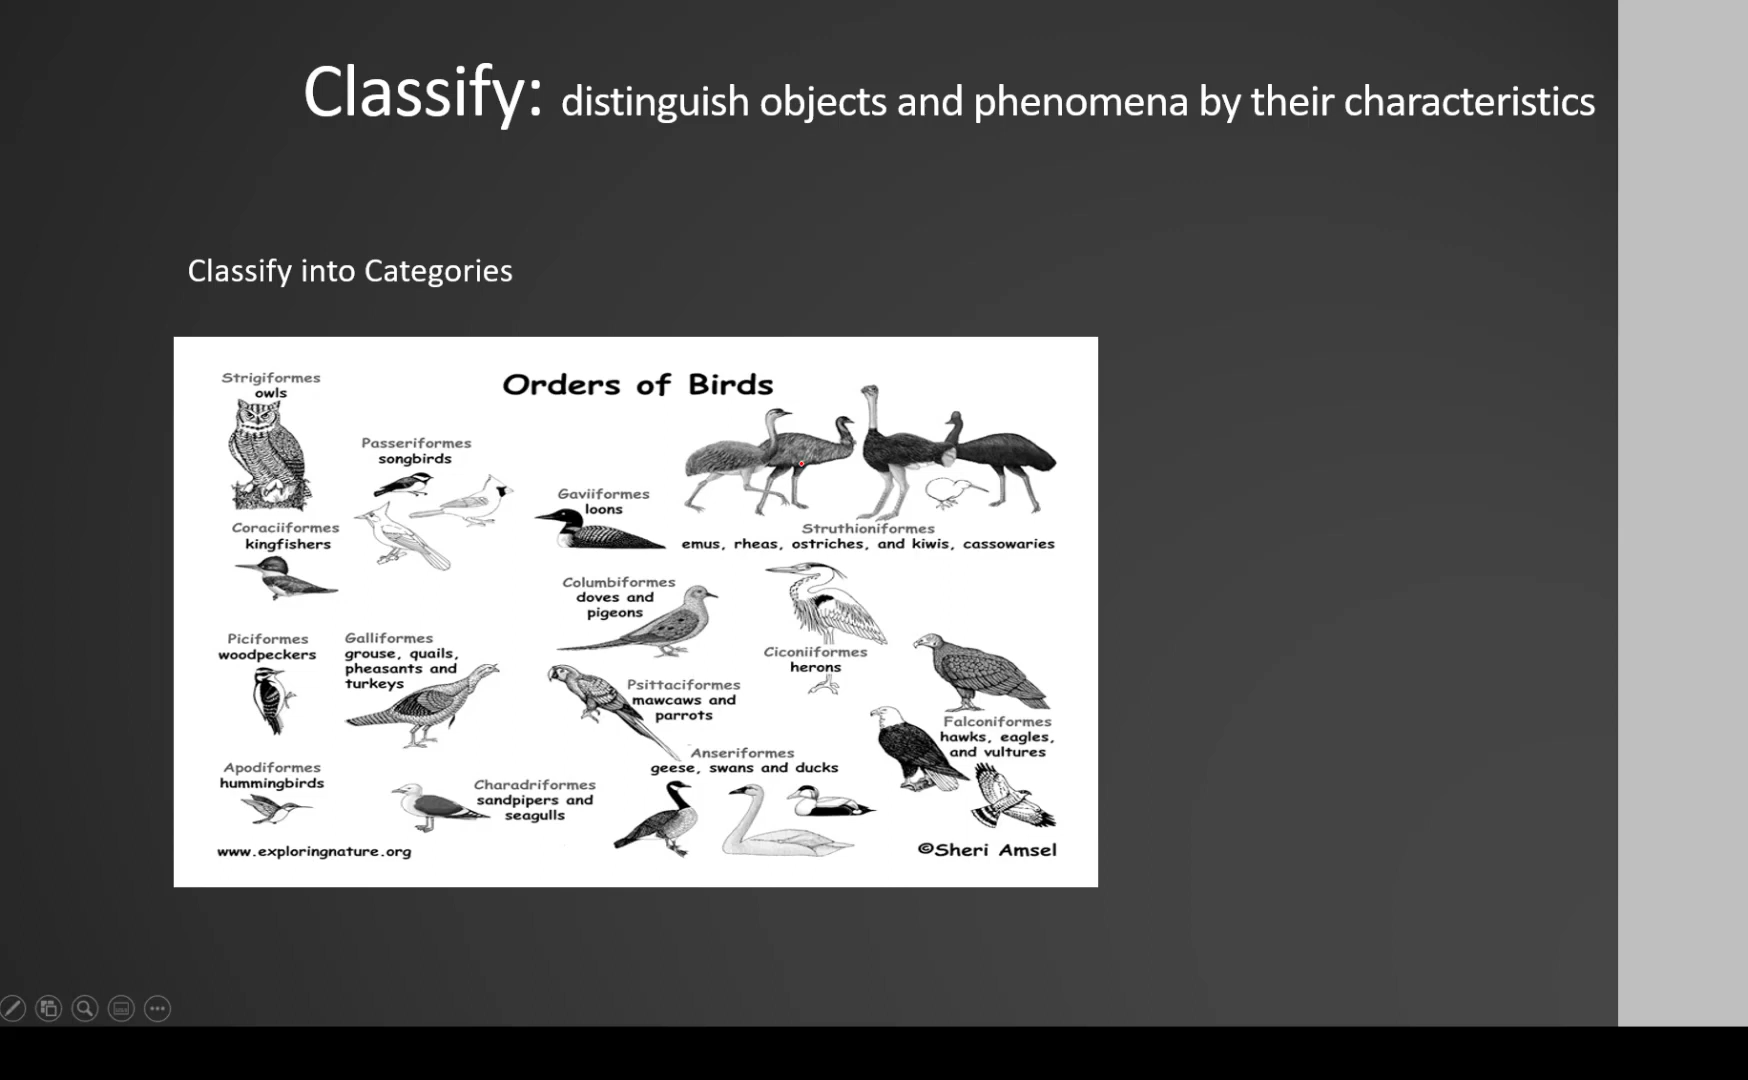 Classify: distinguish objects and phenomena by their characteristics
Classify into Categories
Orders of Birds
Strigiformes
owls
Passeriformes
songbirds
Gaviiformes
loons
Struthioniformes
emus, rheas, ostriches, and kiwis, cassowaries
Coraciiformes
kingfishers
Columbiformes
doves and
pigeons
Ciconiiformes
herons
Piciformes
woodpeckers
Galliformes
grouse, quails,
pheasants and
turkeys
Psittaciformes
mawcaws and
parrots
Falconiformes
hawks, eagles,
and vultures
Anseriformes
geese, swans and ducks
Apodiformes
hummingbirds
Charadriformes
sandpipers and
seagulls
www.exploringnature.org
©Sheri Amsel